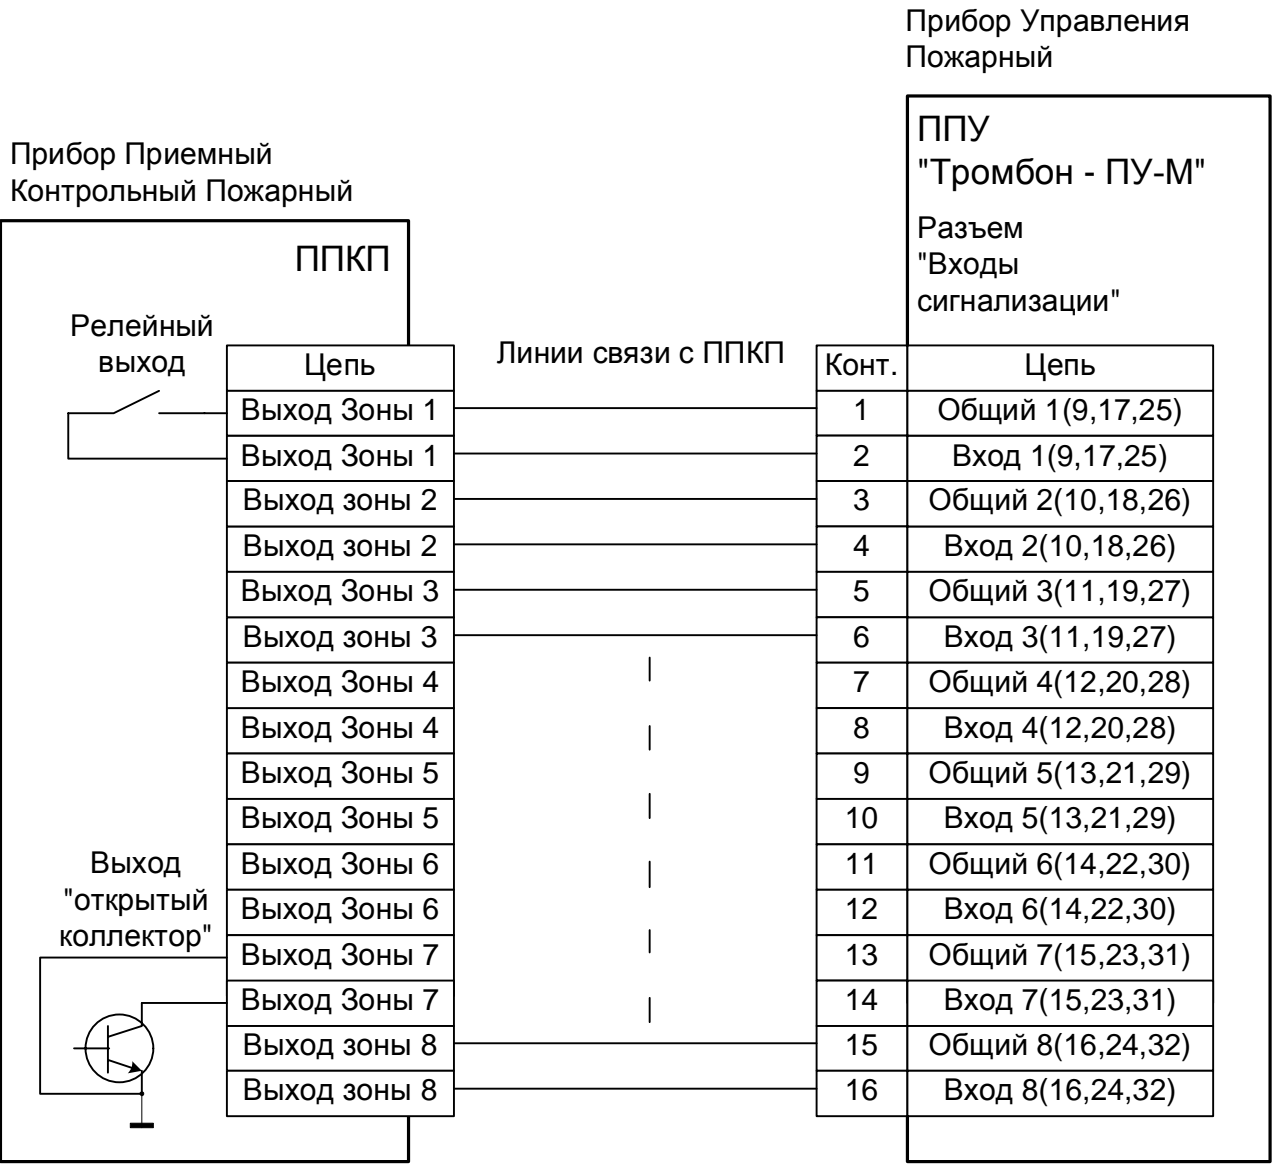 Прибор Управления
Пожарный
ППУ
"Тромбон - ПУ-М"
Разъем
"Входы
сигнализации"
Прибор Приемный
Контрольный Пожарный
ППКП
Релейный
выход
Линии связи с ППКП
Цепь
Выход Зоны 1
Выход Зоны 1
Выход зоны 2
Выход зоны 2
Выход Зоны 3
Выход зоны 3
Выход Зоны 4
Выход Зоны 4
Выход Зоны 5
Выход Зоны 5
Выход Зоны 6
Выход Зоны 6
Выход Зоны 7
Выход Зоны 7
Выход зоны 8
Выход зоны 8
Выход
"открытый
коллектор"
Конт. Цепь
1 Общий 1(9,17,25)
2 Вход 1(9,17,25)
3 Общий 2(10,18,26)
4 Вход 2(10,18,26)
5 Общий 3(11,19,27)
6 Вход 3(11,19,27)
7 Общий 4(12,20,28)
8 Вход 4(12,20,28)
9 Общий 5(13,21,29)
10 Вход 5(13,21,29)
11 Общий 6(14,22,30)
12 Вход 6(14,22,30)
13 Общий 7(15,23,31)
14 Вход 7(15,23,31)
15 Общий 8(16,24,32)
16 Вход 8(16,24,32)